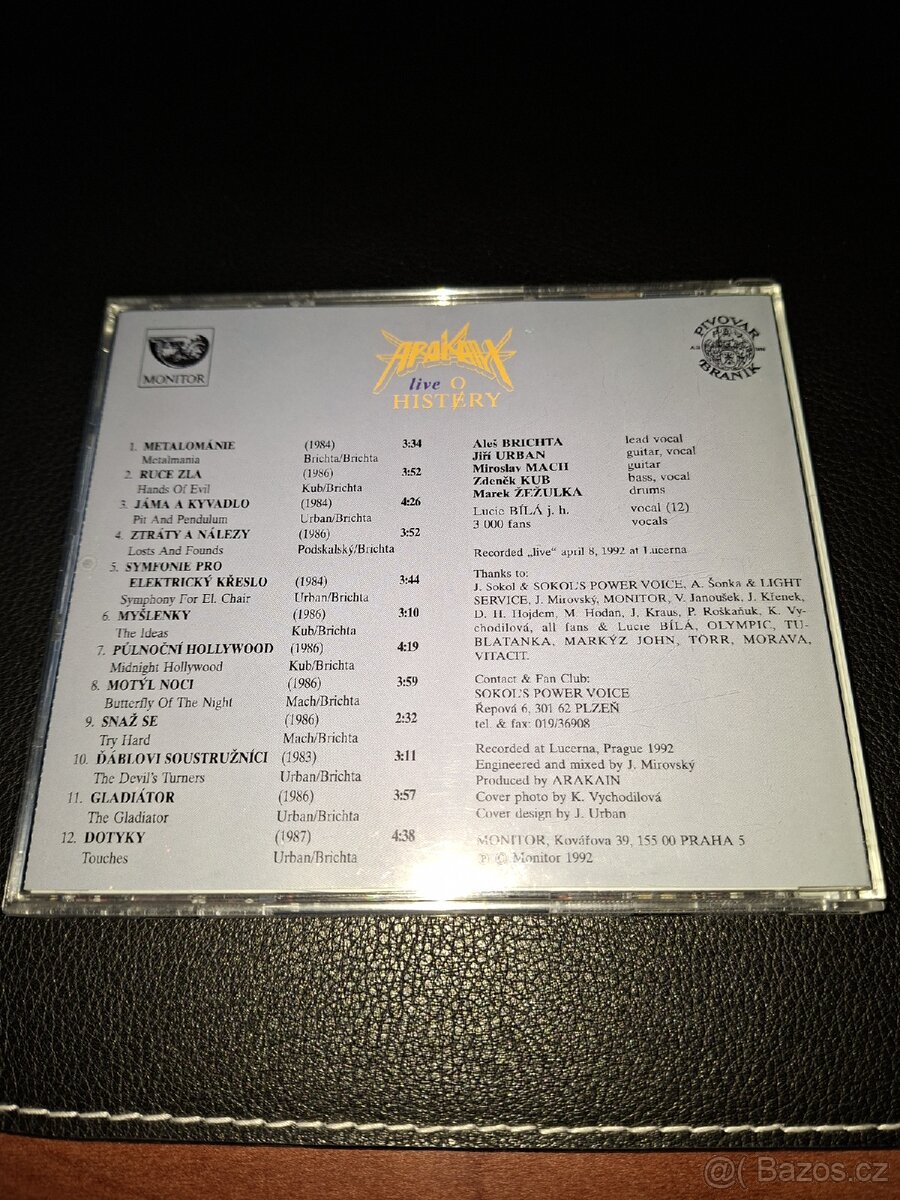 MONITOR
ARAKAIN
live
HISTÉRY
O
PIVOVAR
BRANÍK
1. METALOMÁNIE (1984) 3:34
Metalmania Brichta/Brichta
2. RUCE ZLA (1986) 3:52
Hands Of Evil Kub/Brichta
3. JÁMA A KYVADLO (1984) 4:26
Pit And Pendulum Urban/Brichta
4. ZTRÁTY A NÁLEZY (1986) 3:52
Losts And Founds Podskalský/Brichta
5. SYMFONIE PRO
ELEKTRICKÝ KŘESLO (1984) 3:44
Symphony For El. Chair Urban/Brichta
6. MYŠLENKY (1986) 3:10
The Ideas Kub/Brichta
7. PŮLNOČNÍ HOLLYWOOD (1986) 4:19
Midnight Hollywood Kub/Brichta
8. MOTÝL NOCI (1986) 3:59
Butterfly Of The Night Mach/Brichta
9. SNAŽ SE (1986) 2:32
Try Hard Mach/Brichta
10. ĎÁBLOVI SOUSTRUŽNÍCI (1983) 3:11
The Devil's Turners Urban/Brichta
11. GLADIÁTOR (1986) 3:57
The Gladiator Urban/Brichta
12. DOTYKY (1987) 4:38
Touches Urban/Brichta
Aleš BRICHTA lead vocal
Jiří URBAN guitar, vocal
Miroslav MACH guitar
Zdeněk KUB bass, vocal
Marek ŽEŽULKA drums
Lucie BÍLÁ j. h. vocal (12)
3 000 fans vocals
Recorded „live" april 8, 1992 at Lucerna
Thanks to:
J. Sokol & SOKOL'S POWER VOICE, A. Šonka & LIGHT
SERVICE, J. Mirovský, MONITOR, V. Janoušek, J. Křenek,
D. H. Hojdem, M. Hodan, J. Kraus, P. Roškaňuk, K. Vy-
chodilová, all fans & Lucie BÍLÁ, OLYMPIC, TU-
BLATANKA, MARKÝZ JOHN, TÖRR, MORAVA,
VITACIT.
Contact & Fan Club:
SOKOL'S POWER VOICE
Řepová 6, 301 62 PLZEŇ
tel. & fax: 019/36908
Recorded at Lucerna, Prague 1992
Engineered and mixed by J. Mirovský
Produced by ARAKAIN
Cover photo by K. Vychodilová
Cover design by J. Urban
MONITOR, Kovářova 39, 155 00 PRAHA 5
℗ © Monitor 1992
@( Bazos.cz